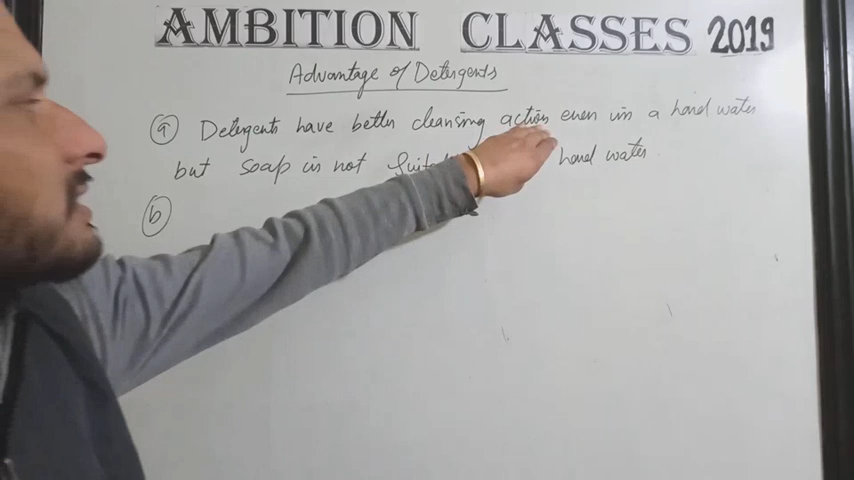 AMBITION CLASSES 2019
Advantage of Detergents
(a) Detergents have better cleansing action even in a hard water
but soap is not hard water.
(b)